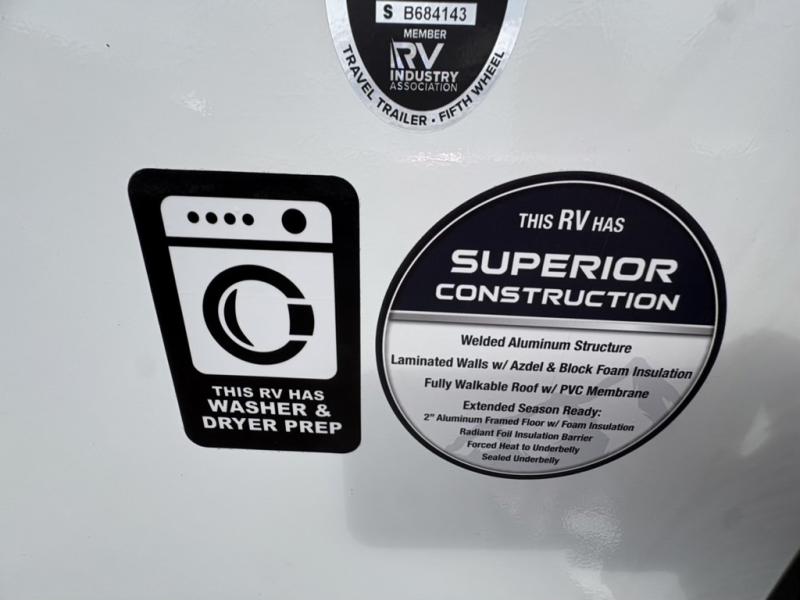 S B684143
MEMBER
RV
INDUSTRY
ASSOCIATION
TRAVEL TRAILER • FIFTH WHEEL
THIS RV HAS
WASHER &
DRYER PREP
THIS RV HAS
SUPERIOR
CONSTRUCTION
Welded Aluminum Structure
Laminated Walls w/ Azdel & Block Foam Insulation
Fully Walkable Roof w/ PVC Membrane
Extended Season Ready:
2" Aluminum Framed Floor w/ Foam Insulation
Radiant Foil Insulation Barrier
Forced Heat to Underbelly
Sealed Underbelly